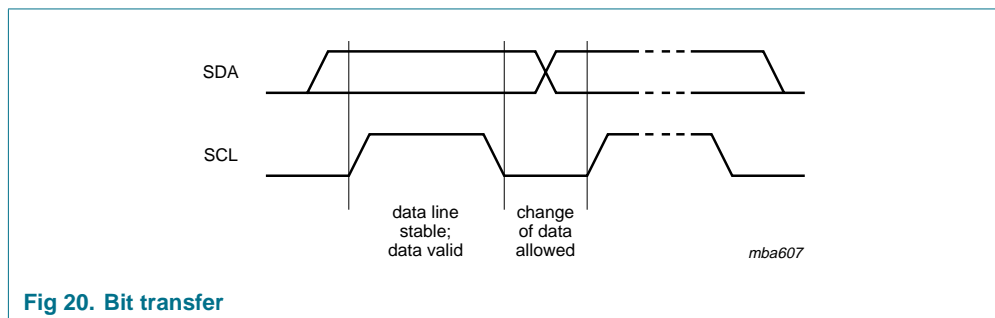 SDA
SCL
data line
stable;
data valid
change
of data
allowed
mba607
Fig 20. Bit transfer